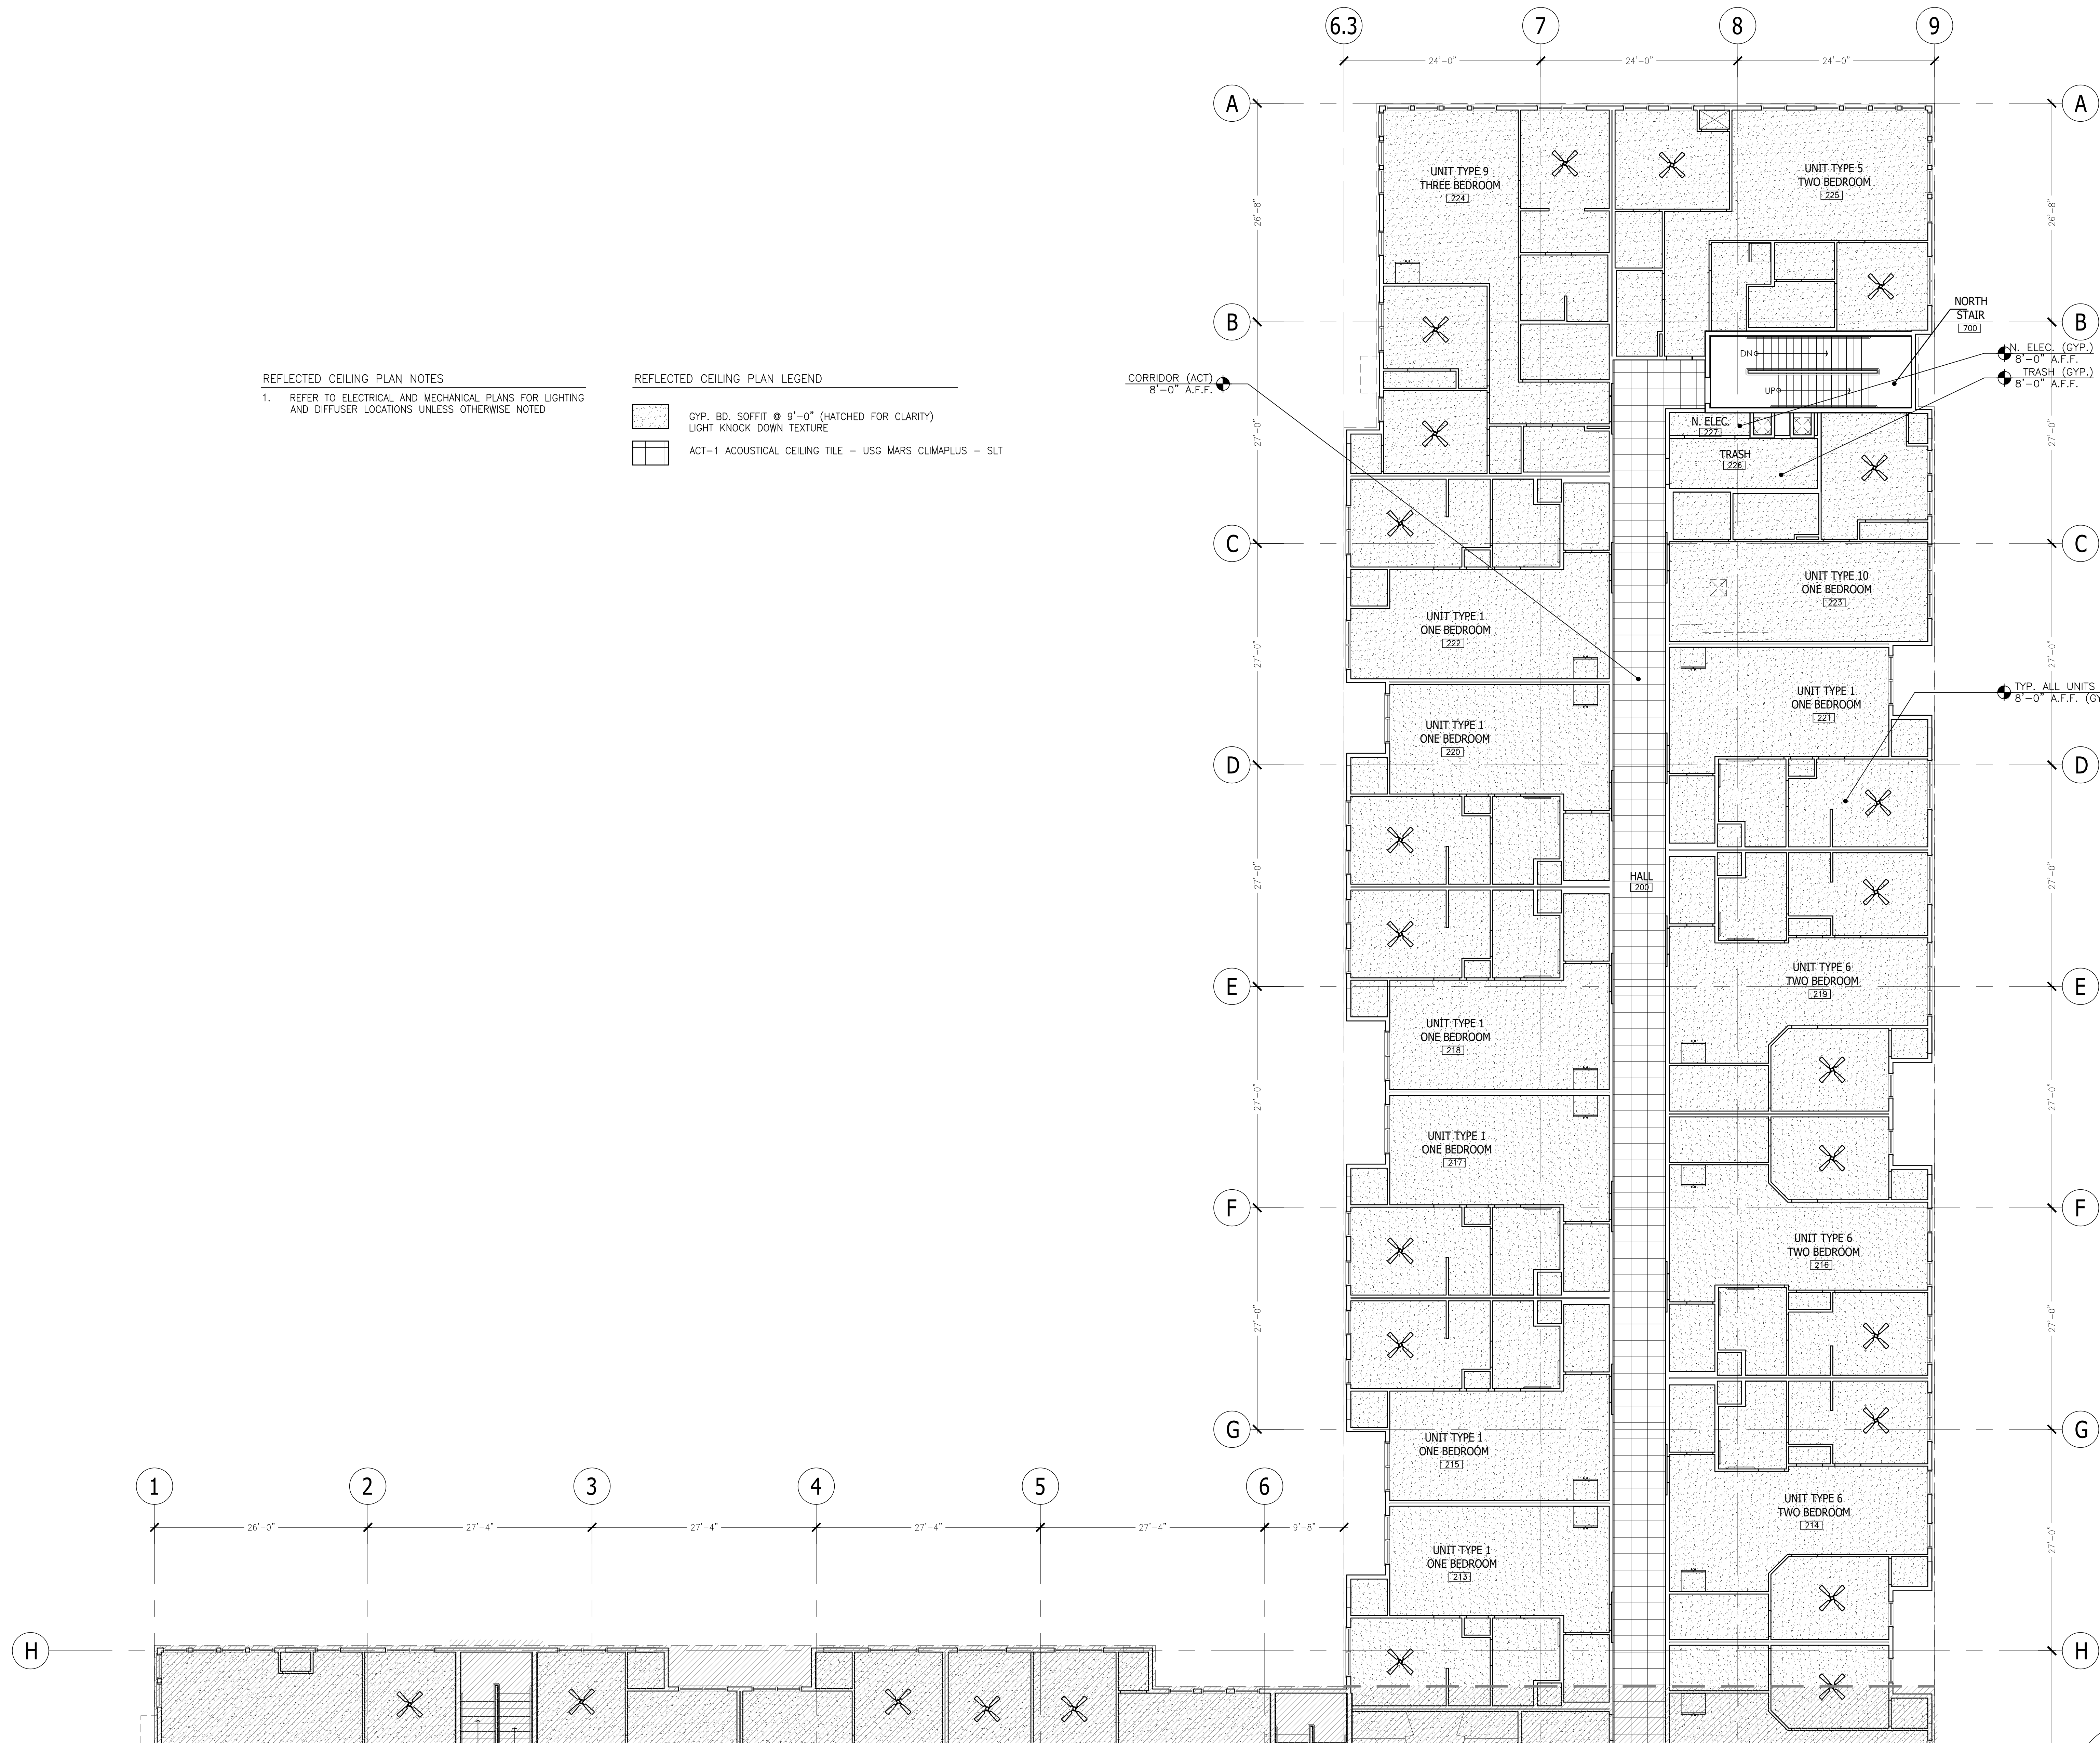 6.3 7 8 9
24'-0" 24'-0" 24'-0"
A A
UNIT TYPE 9
THREE BEDROOM
224
UNIT TYPE 5
TWO BEDROOM
225
26'-8" 26'-8"
B B
NORTH
STAIR
700
DN
UP
N. ELEC. (GYP.)
8'-0" A.F.F.
TRASH (GYP.)
8'-0" A.F.F.
REFLECTED CEILING PLAN NOTES
1. REFER TO ELECTRICAL AND MECHANICAL PLANS FOR LIGHTING
AND DIFFUSER LOCATIONS UNLESS OTHERWISE NOTED
REFLECTED CEILING PLAN LEGEND
GYP. BD. SOFFIT @ 9'-0" (HATCHED FOR CLARITY)
LIGHT KNOCK DOWN TEXTURE
ACT-1 ACOUSTICAL CEILING TILE - USG MARS CLIMAPLUS - SLT
CORRIDOR (ACT)
8'-0" A.F.F.
27'-0" 27'-0"
N. ELEC.
227
TRASH
226
C C
UNIT TYPE 10
ONE BEDROOM
223
UNIT TYPE 1
ONE BEDROOM
222
27'-0" 27'-0"
UNIT TYPE 1
ONE BEDROOM
221
TYP. ALL UNITS
8'-0" A.F.F. (GY
UNIT TYPE 1
ONE BEDROOM
220
D D
27'-0" 27'-0"
HALL
200
UNIT TYPE 6
TWO BEDROOM
219
E E
UNIT TYPE 1
ONE BEDROOM
218
27'-0" 27'-0"
UNIT TYPE 1
ONE BEDROOM
217
F F
UNIT TYPE 6
TWO BEDROOM
216
27'-0" 27'-0"
G G
UNIT TYPE 1
ONE BEDROOM
215
1 2 3 4 5 6
UNIT TYPE 6
TWO BEDROOM
214
26'-0" 27'-4" 27'-4" 27'-4" 27'-4" 9'-8"
27'-0"
UNIT TYPE 1
ONE BEDROOM
213
H H